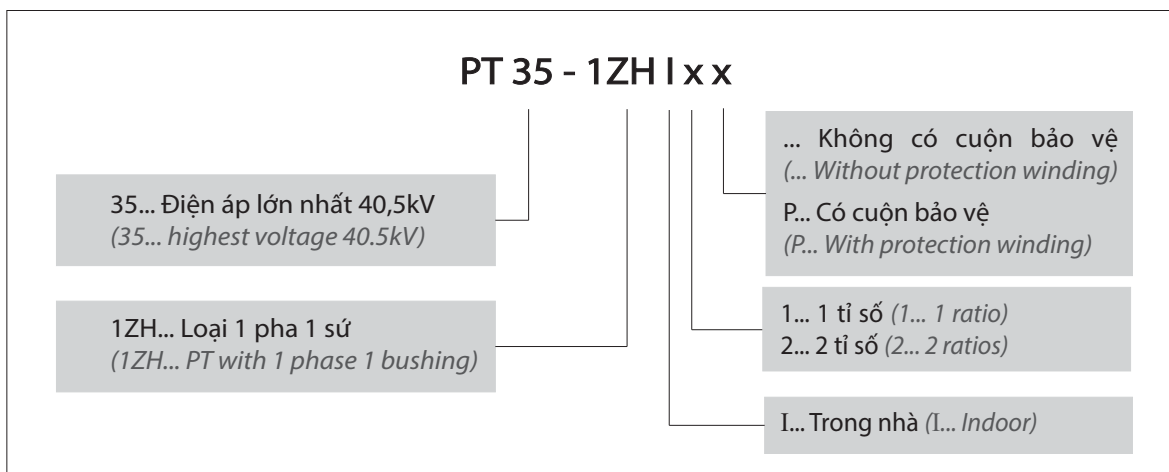 PT 35 - 1ZH I x x
35... Điện áp lớn nhất 40,5kV
(35... highest voltage 40.5kV)
1ZH... Loại 1 pha 1 sứ
(1ZH... PT with 1 phase 1 bushing)
... Không có cuộn bảo vệ
(... Without protection winding)
P... Có cuộn bảo vệ
(P... With protection winding)
1... 1 tỉ số (1... 1 ratio)
2... 2 tỉ số (2... 2 ratios)
I... Trong nhà (I... Indoor)